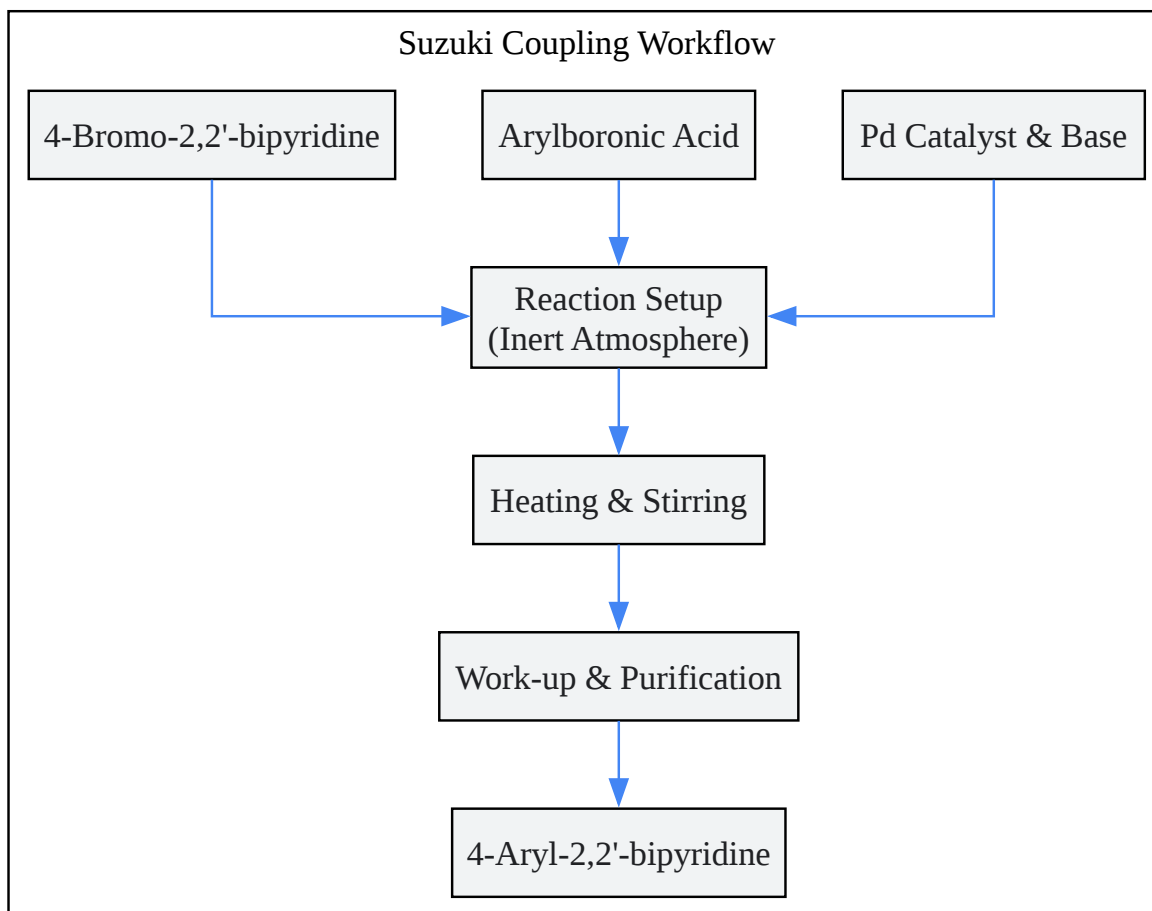 Suzuki Coupling Workflow
4-Bromo-2,2'-bipyridine
Arylboronic Acid
Pd Catalyst & Base
Reaction Setup
(Inert Atmosphere)
Heating & Stirring
Work-up & Purification
4-Aryl-2,2'-bipyridine